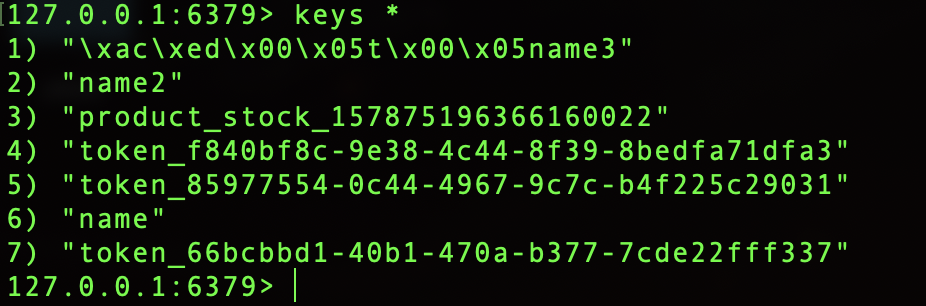 127.0.0.1:6379> keys *
1) "\xac\xed\x00\x05t\x00\x05name3"
2) "name2"
3) "product_stock_157875196366160022"
4) "token_f840bf8c-9e38-4c44-8f39-8bedfa71dfa3"
5) "token_85977554-0c44-4967-9c7c-b4f225c29031"
6) "name"
7) "token_66bcbbd1-40b1-470a-b377-7cde22fff337"
127.0.0.1:6379>